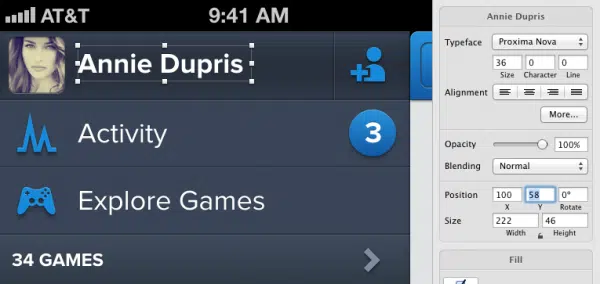 AT&T 9:41 AM
Annie Dupris
Activity 3
Explore Games
34 GAMES
Annie Dupris
Typeface Proxima Nova
36 0 0
Size Character Line
Alignment
More...
Opacity 100%
Blending Normal
Position 100 58 0°
X Y Rotate
Size 222 46
Width Height
Fill